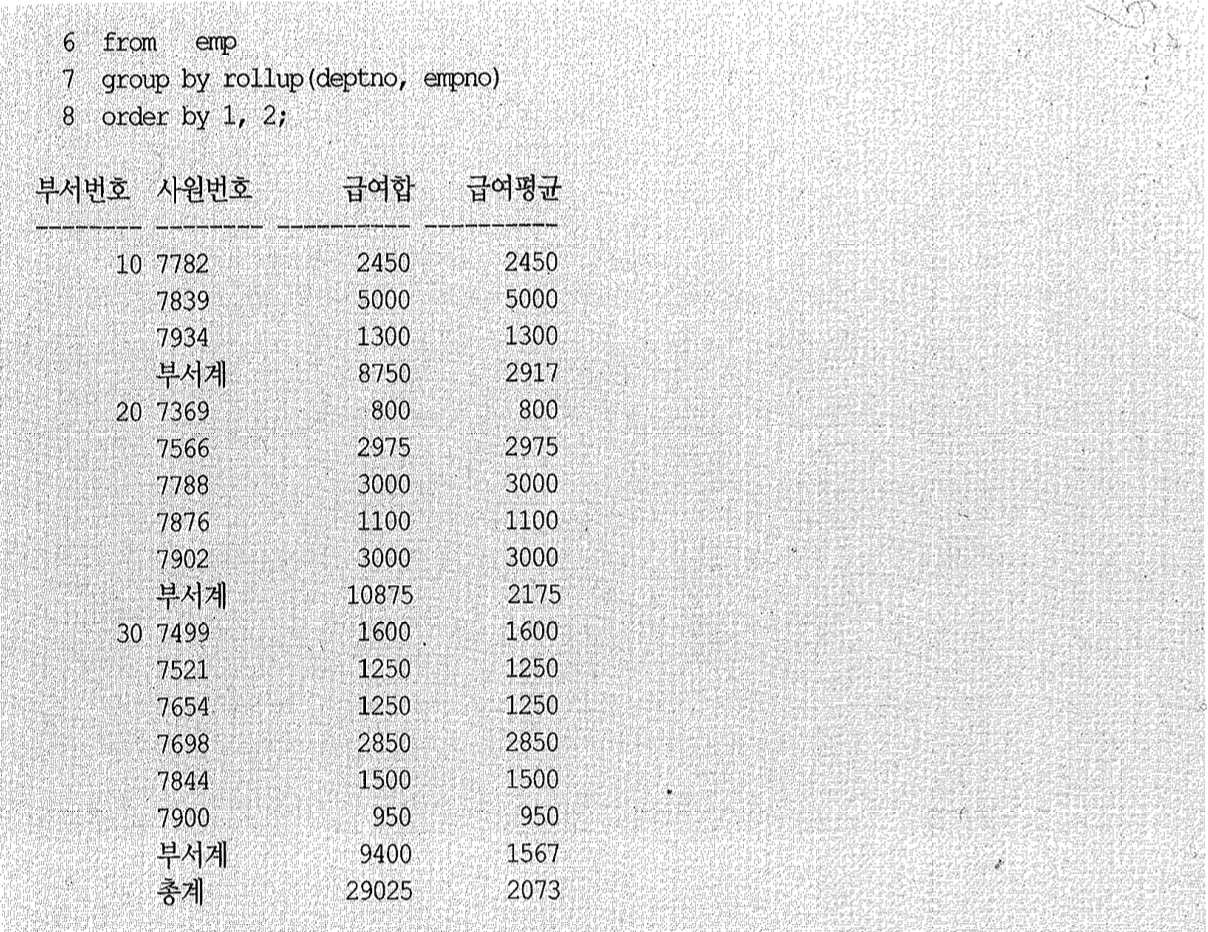 6 from emp
7 group by rollup(deptno, empno)
8 order by 1, 2;
부서번호 사원번호 급여합 급여평균
-------- -------- ---------- ----------
10 7782 2450 2450
7839 5000 5000
7934 1300 1300
부서계 8750 2917
20 7369 800 800
7566 2975 2975
7788 3000 3000
7876 1100 1100
7902 3000 3000
부서계 10875 2175
30 7499 1600 1600
7521 1250 1250
7654 1250 1250
7698 2850 2850
7844 1500 1500
7900 950 950
부서계 9400 1567
총계 29025 2073